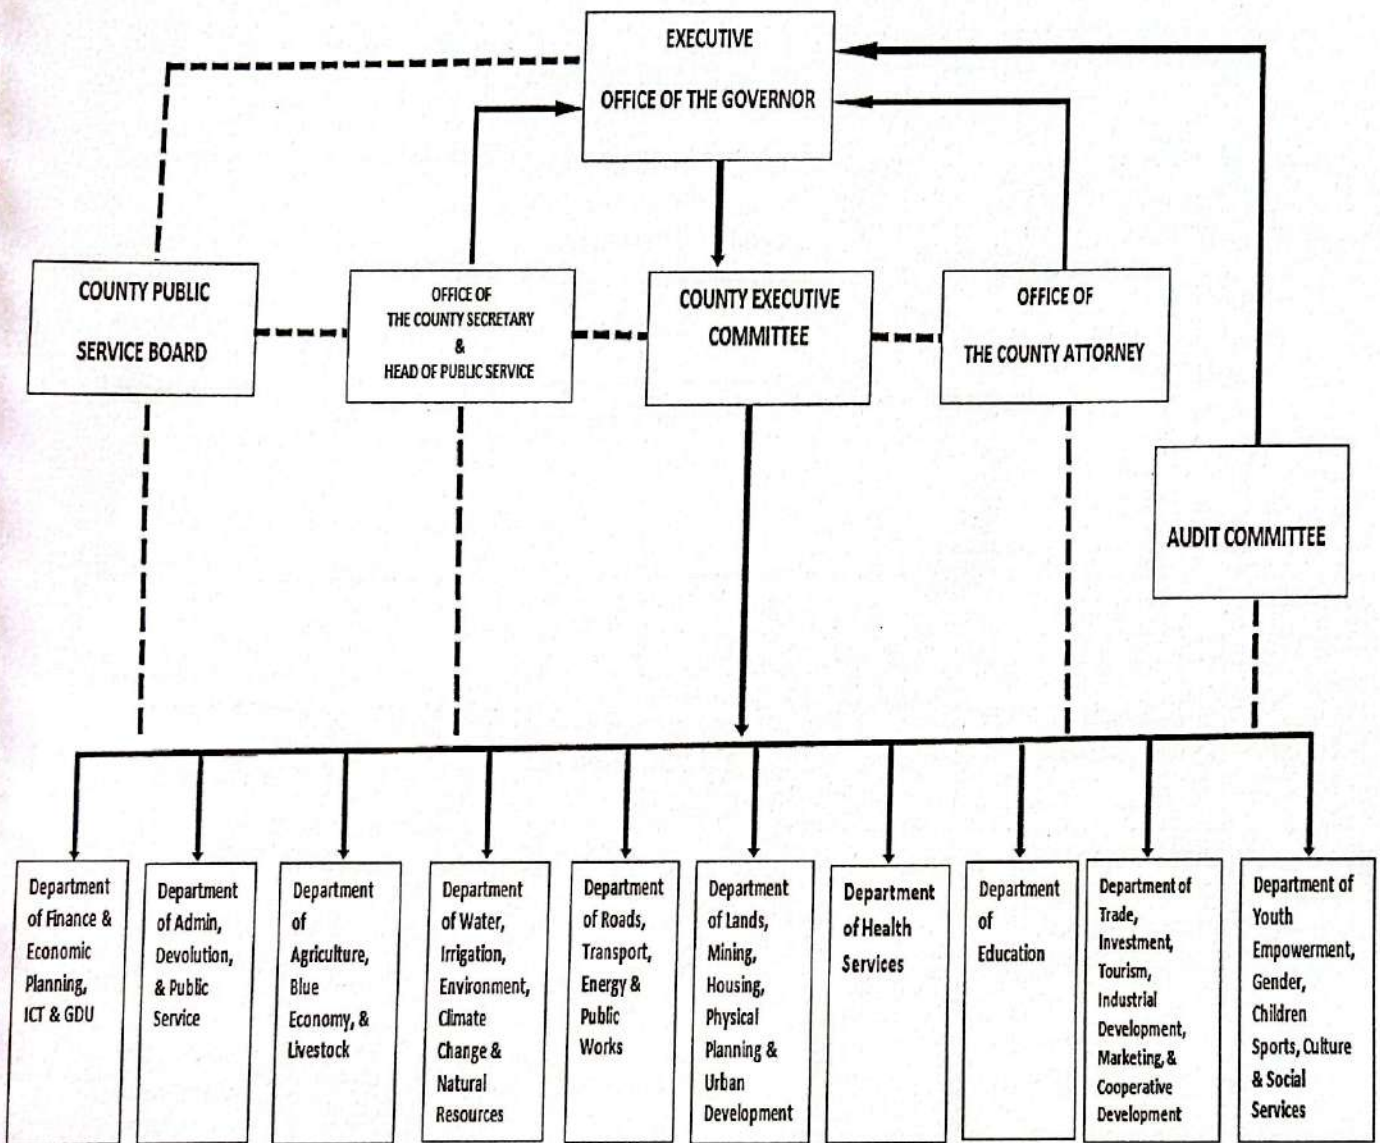 EXECUTIVE
OFFICE OF THE GOVERNOR
COUNTY PUBLIC
SERVICE BOARD
OFFICE OF
THE COUNTY SECRETARY
&
HEAD OF PUBLIC SERVICE
COUNTY EXECUTIVE
COMMITTEE
OFFICE OF
THE COUNTY ATTORNEY
AUDIT COMMITTEE
Department
of Finance &
Economic
Planning,
ICT & GDU
Department
of Admin,
Devolution,
& Public
Service
Department
of
Agriculture,
Blue
Economy, &
Livestock
Department
of Water,
Irrigation,
Environment,
Climate
Change &
Natural
Resources
Department
of Roads,
Transport,
Energy &
Public
Works
Department
of Lands,
Mining,
Housing,
Physical
Planning &
Urban
Development
Department
of Health
Services
Department
of
Education
Department of
Trade,
Investment,
Tourism,
Industrial
Development,
Marketing, &
Cooperative
Development
Department of
Youth
Empowerment,
Gender,
Children
Sports, Culture
& Social
Services